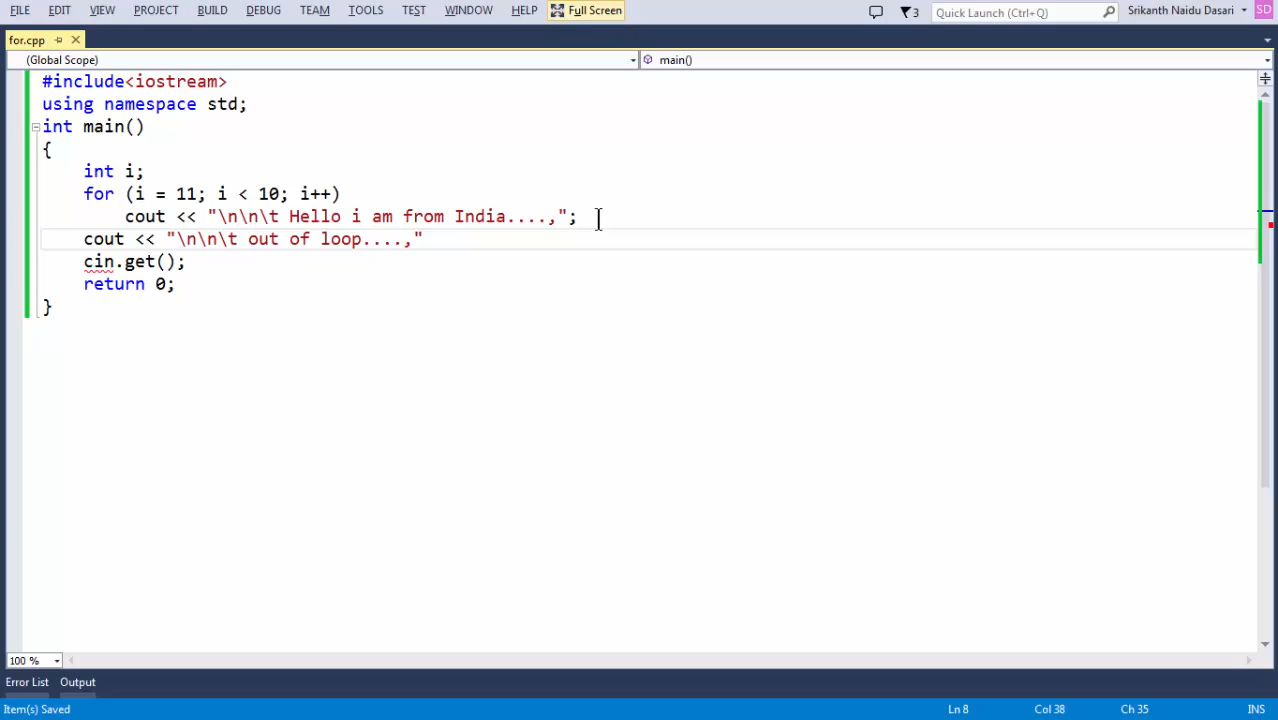 FILE EDIT VIEW PROJECT BUILD DEBUG TEAM TOOLS TEST WINDOW HELP Full Screen 3 Quick Launch (Ctrl+Q) Srikanth Naidu Dasari SD
for.cpp
(Global Scope) main()
#include<iostream>
using namespace std;
int main()
{
int i;
for (i = 11; i < 10; i++)
cout << "\n\n\t Hello i am from India....,";
cout << "\n\n\t out of loop....,"
cin.get();
return 0;
}
100 %
Error List Output
Item(s) Saved Ln 8 Col 38 Ch 35 INS